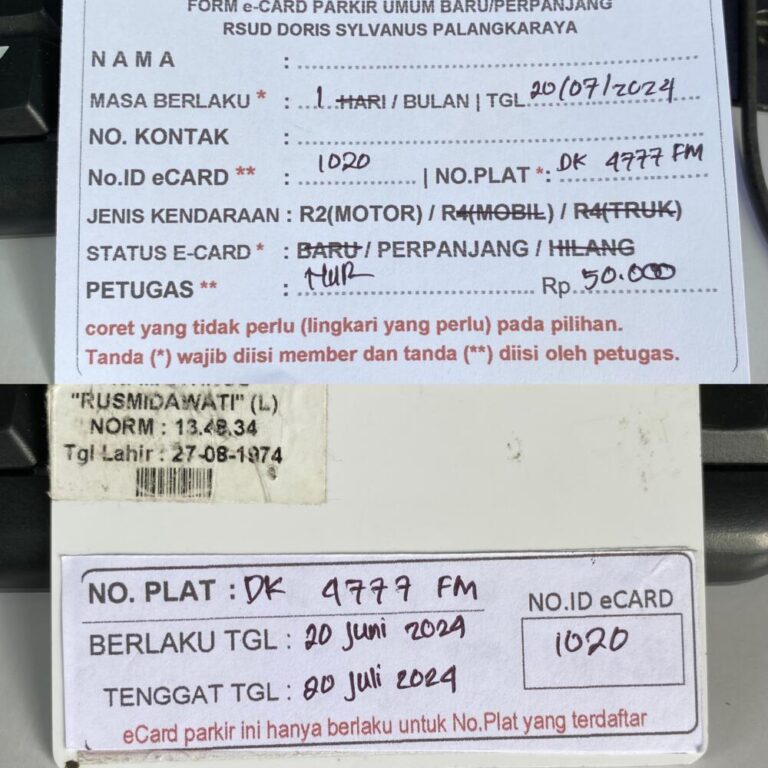 FORM e-CARD PARKIR UMUM BARU/PERPANJANG
RSUD DORIS SYLVANUS PALANGKARAYA
NAMA :
MASA BERLAKU * : 1 HARI / BULAN | TGL. 20/07/2024
NO. KONTAK :
No.ID eCARD ** : 1020 | NO.PLAT *: DK 4777 FM
JENIS KENDARAAN : R2(MOTOR) / R4(MOBIL) / R4(TRUK)
STATUS E-CARD * : BARU / PERPANJANG / HILANG
PETUGAS ** : NUR Rp. 50.000
coret yang tidak perlu (lingkari yang perlu) pada pilihan.
Tanda (*) wajib diisi member dan tanda (**) diisi oleh petugas.
"RUSMIDAWATI" (L)
NORM : 13.48.34
Tgl Lahir : 27-08-1974
NO. PLAT : DK 4777 FM
NO.ID eCARD
BERLAKU TGL : 20 Juni 2024
1020
TENGGAT TGL : 20 Juli 2024
eCard parkir ini hanya berlaku untuk No.Plat yang terdaftar